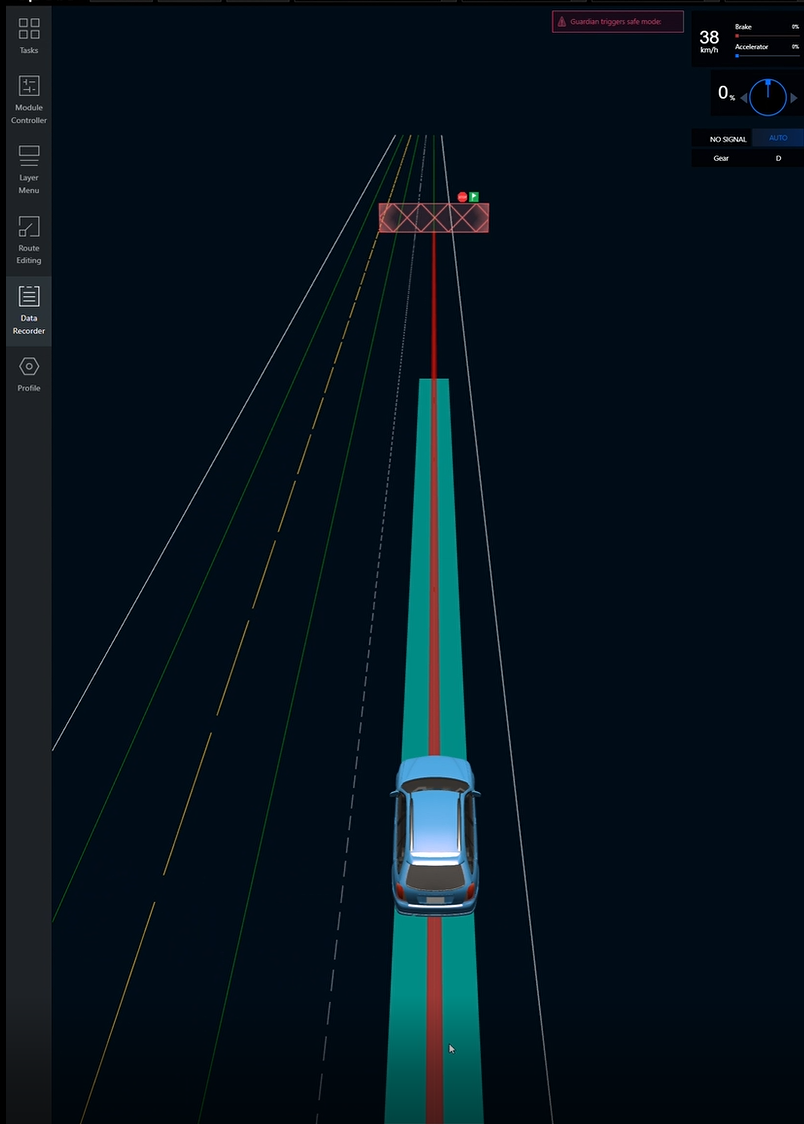 Tasks
Module
Controller
Layer
Menu
Route
Editing
Data
Recorder
Profile
Guardian triggers safe mode
38
km/h
Brake
0%
Accelerator
0%
0%
NO SIGNAL
AUTO
Gear
D
STOP
P